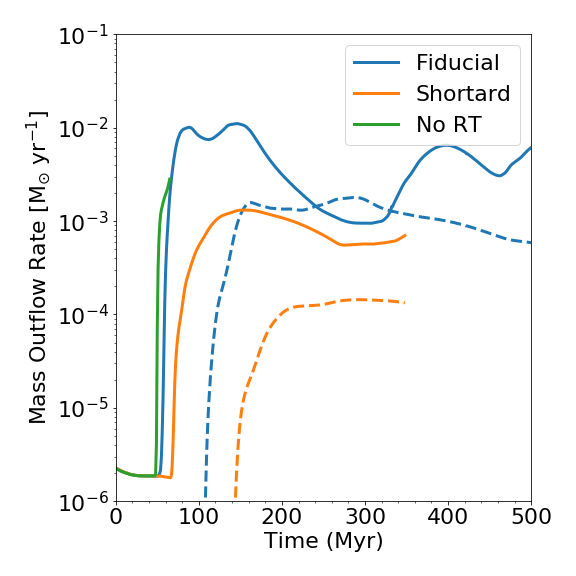 10⁻¹
10⁻²
10⁻³
10⁻⁴
10⁻⁵
10⁻⁶
Mass Outflow Rate [M⊙ yr⁻¹]
Fiducial
Shortard
No RT
0 100 200 300 400 500
Time (Myr)